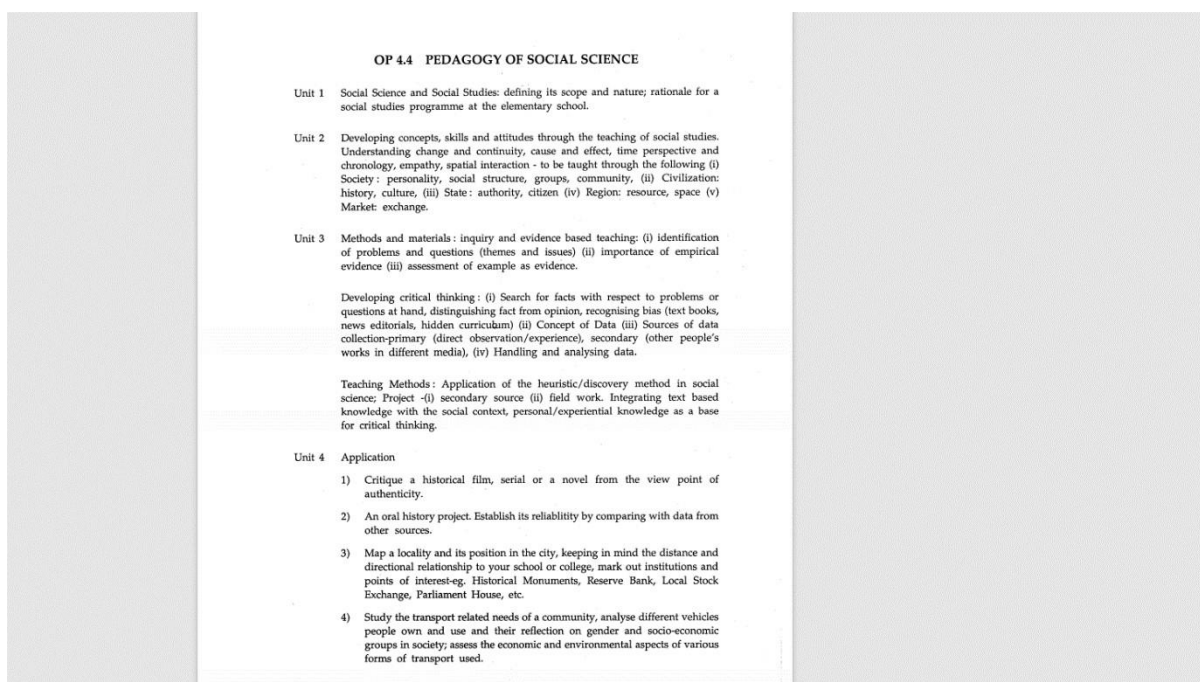 OP 4.4 PEDAGOGY OF SOCIAL SCIENCE
Unit 1 Social Science and Social Studies: defining its scope and nature; rationale for a
social studies programme at the elementary school.
Unit 2 Developing concepts, skills and attitudes through the teaching of social studies.
Understanding change and continuity, cause and effect, time perspective and
chronology, empathy, spatial interaction - to be taught through the following (i)
Society : personality, social structure, groups, community, (ii) Civilization:
history, culture, (iii) State : authority, citizen (iv) Region: resource, space (v)
Market: exchange.
Unit 3 Methods and materials : inquiry and evidence based teaching: (i) identification
of problems and questions (themes and issues) (ii) importance of empirical
evidence (iii) assessment of example as evidence.
Developing critical thinking : (i) Search for facts with respect to problems or
questions at hand, distinguishing fact from opinion, recognising bias (text books,
news editorials, hidden curriculum) (ii) Concept of Data (iii) Sources of data
collection-primary (direct observation/experience), secondary (other people's
works in different media), (iv) Handling and analysing data.
Teaching Methods : Application of the heuristic/discovery method in social
science; Project -(i) secondary source (ii) field work. Integrating text based
knowledge with the social context, personal/experiential knowledge as a base
for critical thinking.
Unit 4 Application
1) Critique a historical film, serial or a novel from the view point of
authenticity.
2) An oral history project. Establish its reliablitity by comparing with data from
other sources.
3) Map a locality and its position in the city, keeping in mind the distance and
directional relationship to your school or college, mark out institutions and
points of interest-eg. Historical Monuments, Reserve Bank, Local Stock
Exchange, Parliament House, etc.
4) Study the transport related needs of a community, analyse different vehicles
people own and use and their reflection on gender and socio-economic
groups in society; assess the economic and environmental aspects of various
forms of transport used.